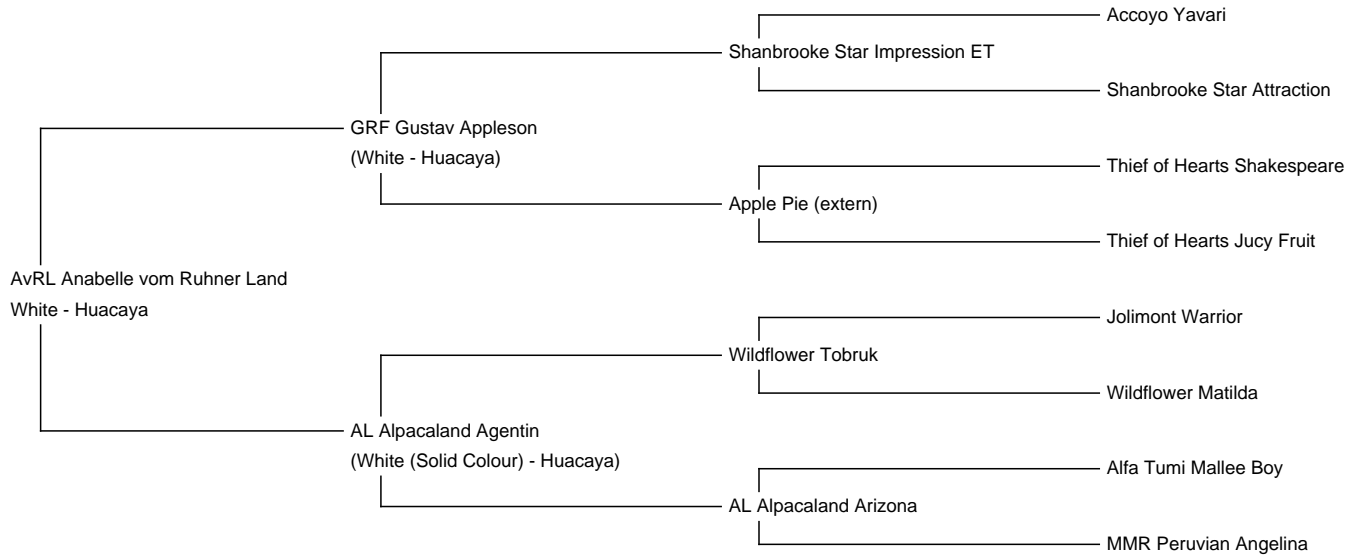 Accoyo Yavari
Shanbrooke Star Impression ET
Shanbrooke Star Attraction
GRF Gustav Appleson
(White - Huacaya)
Thief of Hearts Shakespeare
Apple Pie (extern)
Thief of Hearts Jucy Fruit
AvRL Anabelle vom Ruhner Land
White - Huacaya
Jolimont Warrior
Wildflower Tobruk
Wildflower Matilda
AL Alpacaland Agentin
(White (Solid Colour) - Huacaya)
Alfa Tumi Mallee Boy
AL Alpacaland Arizona
MMR Peruvian Angelina